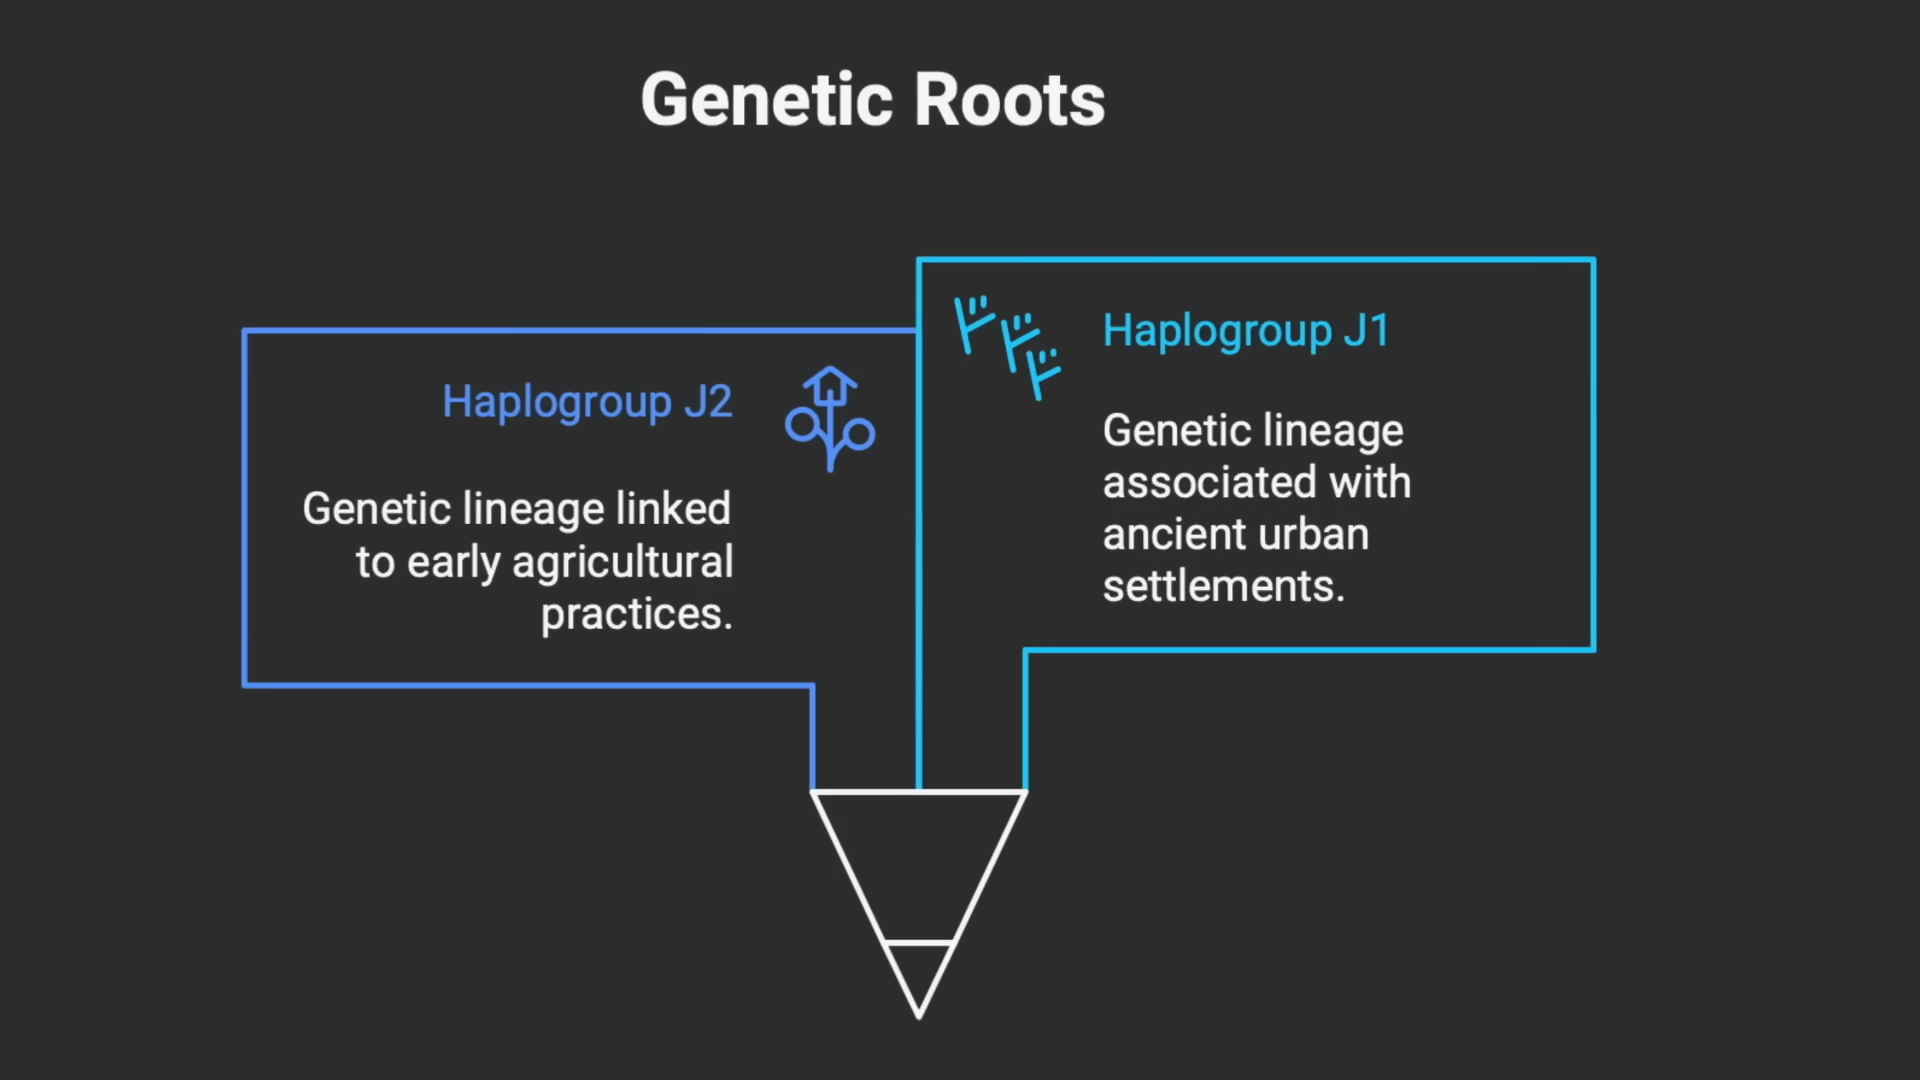 Genetic Roots
Haplogroup J2
Genetic lineage linked
to early agricultural
practices.
Haplogroup J1
Genetic lineage
associated with
ancient urban
settlements.